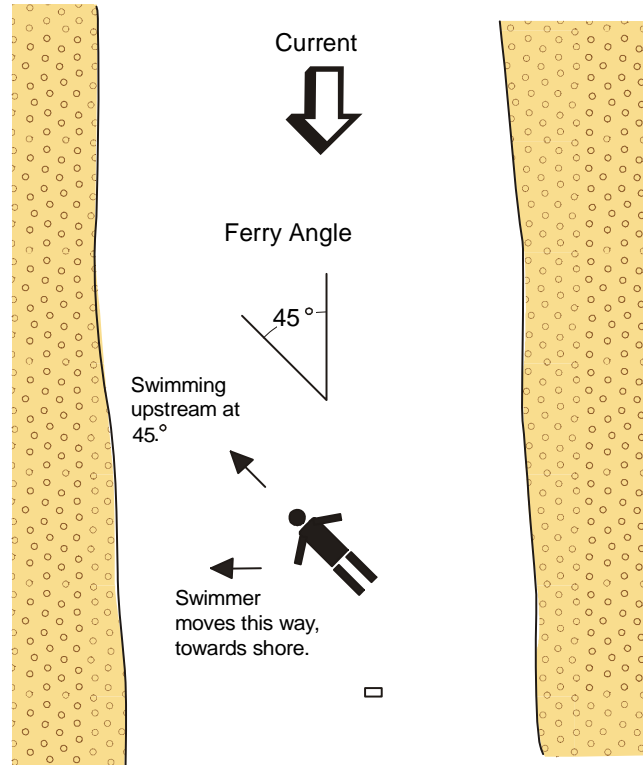 Current
Ferry Angle
45°
Swimming
upstream at
45.°
Swimmer
moves this way,
towards shore.